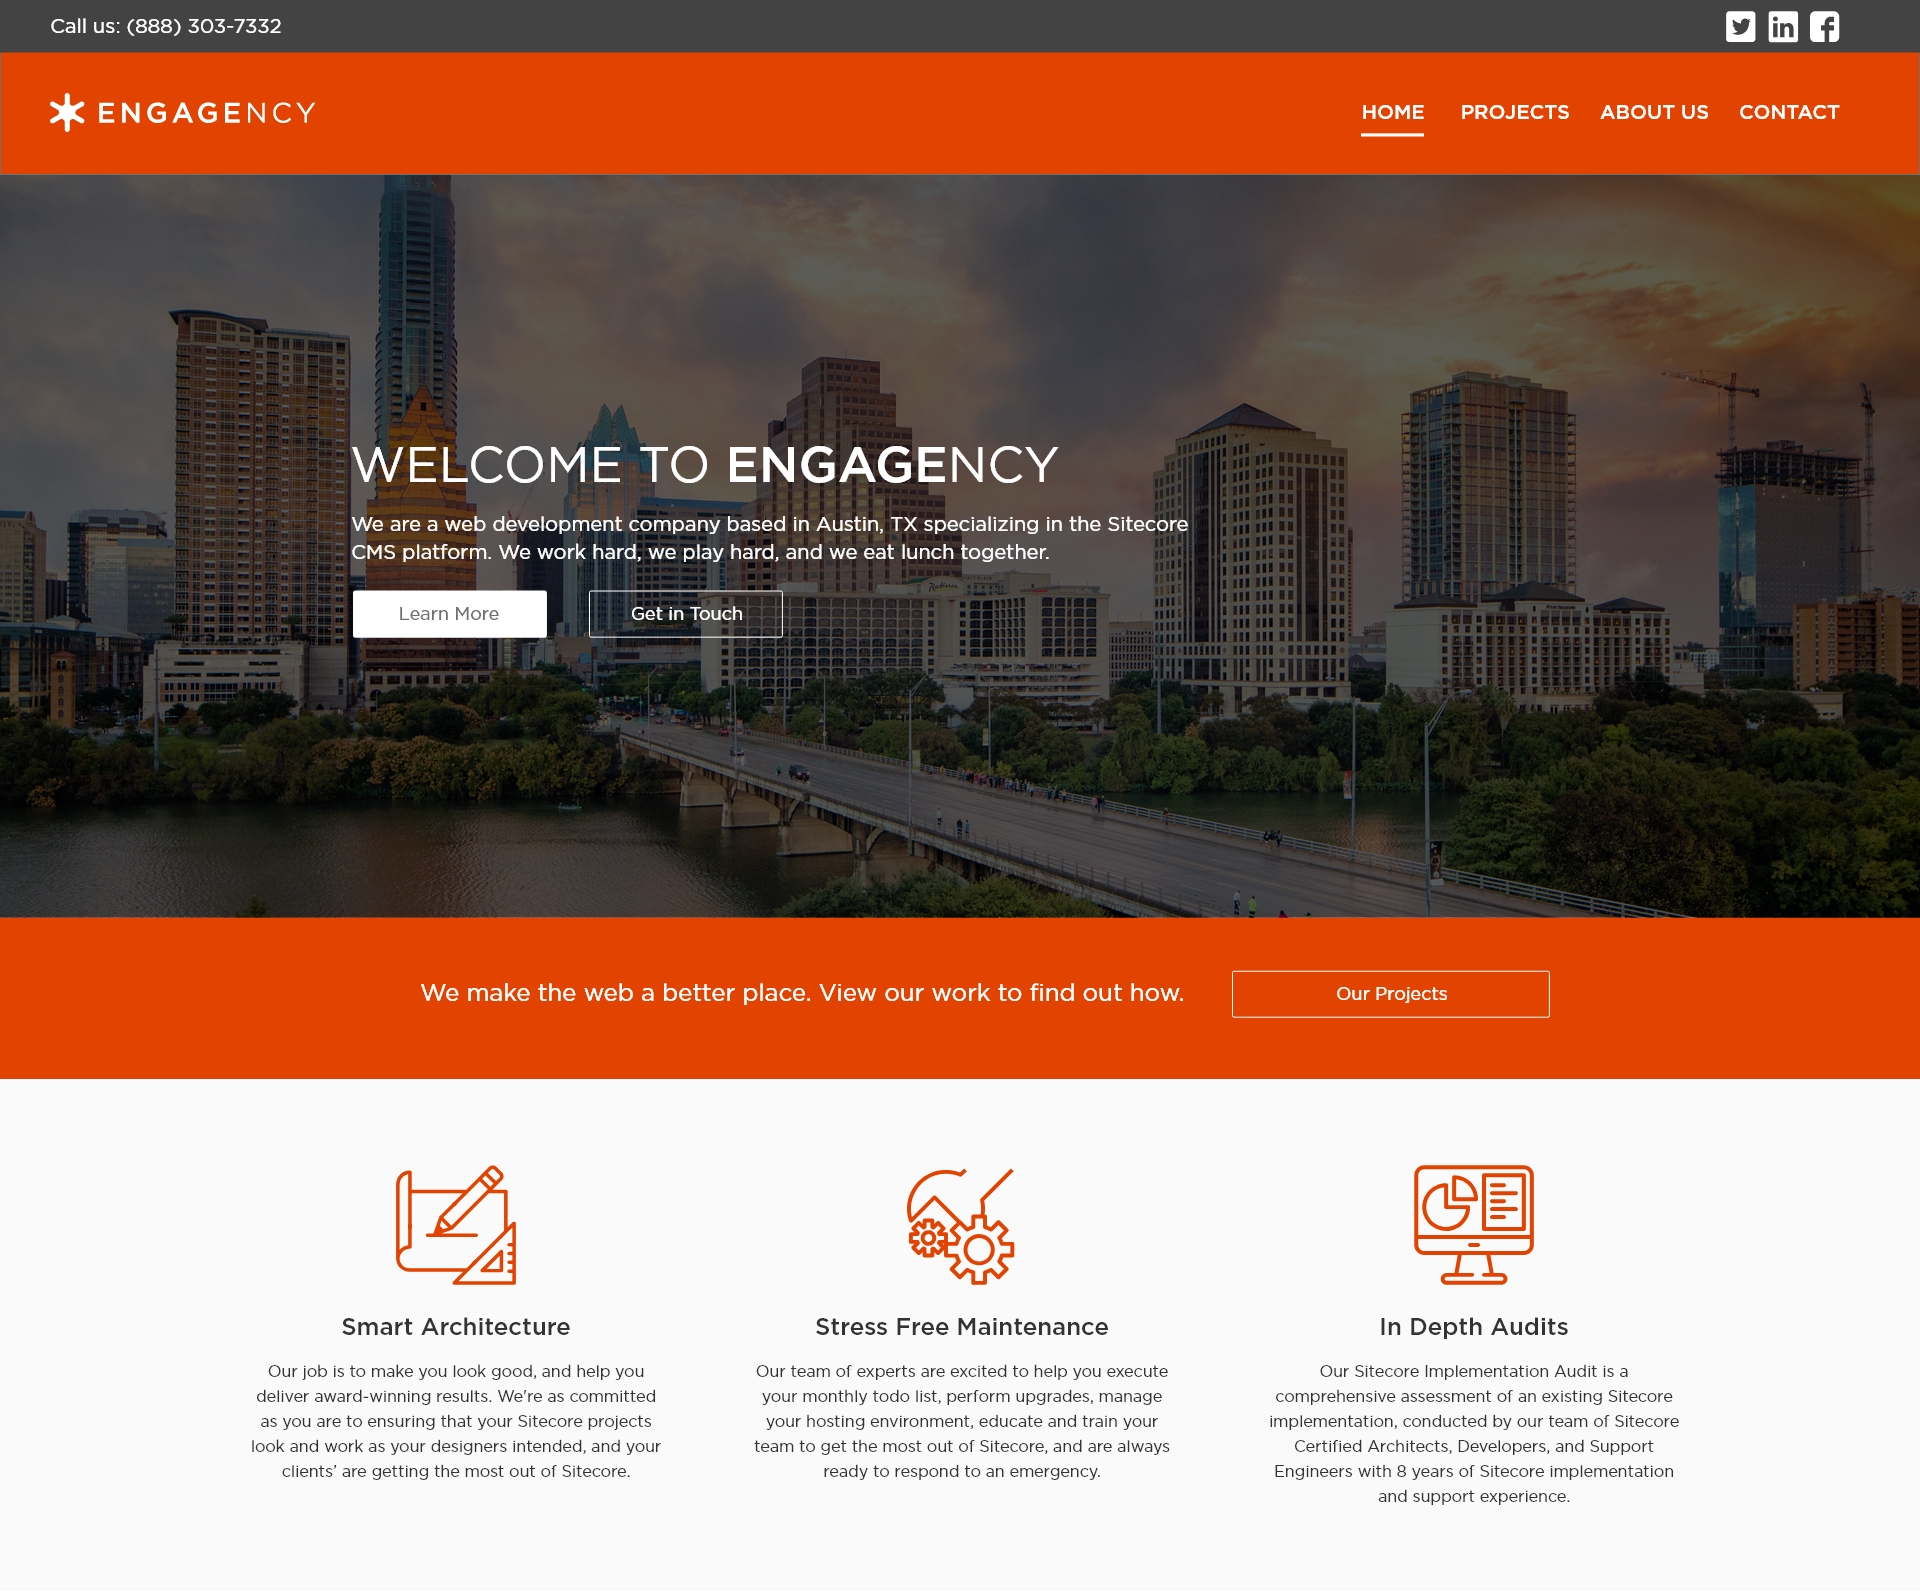 Call us: (888) 303-7332
ENGAGENCY
HOME PROJECTS ABOUT US CONTACT
WELCOME TO ENGAGENCY
We are a web development company based in Austin, TX specializing in the Sitecore
CMS platform. We work hard, we play hard, and we eat lunch together.
Learn More
Get in Touch
We make the web a better place. View our work to find out how.
Our Projects
Smart Architecture
Our job is to make you look good, and help you
deliver award-winning results. We're as committed
as you are to ensuring that your Sitecore projects
look and work as your designers intended, and your
clients’ are getting the most out of Sitecore.
Stress Free Maintenance
Our team of experts are excited to help you execute
your monthly todo list, perform upgrades, manage
your hosting environment, educate and train your
team to get the most out of Sitecore, and are always
ready to respond to an emergency.
In Depth Audits
Our Sitecore Implementation Audit is a
comprehensive assessment of an existing Sitecore
implementation, conducted by our team of Sitecore
Certified Architects, Developers, and Support
Engineers with 8 years of Sitecore implementation
and support experience.